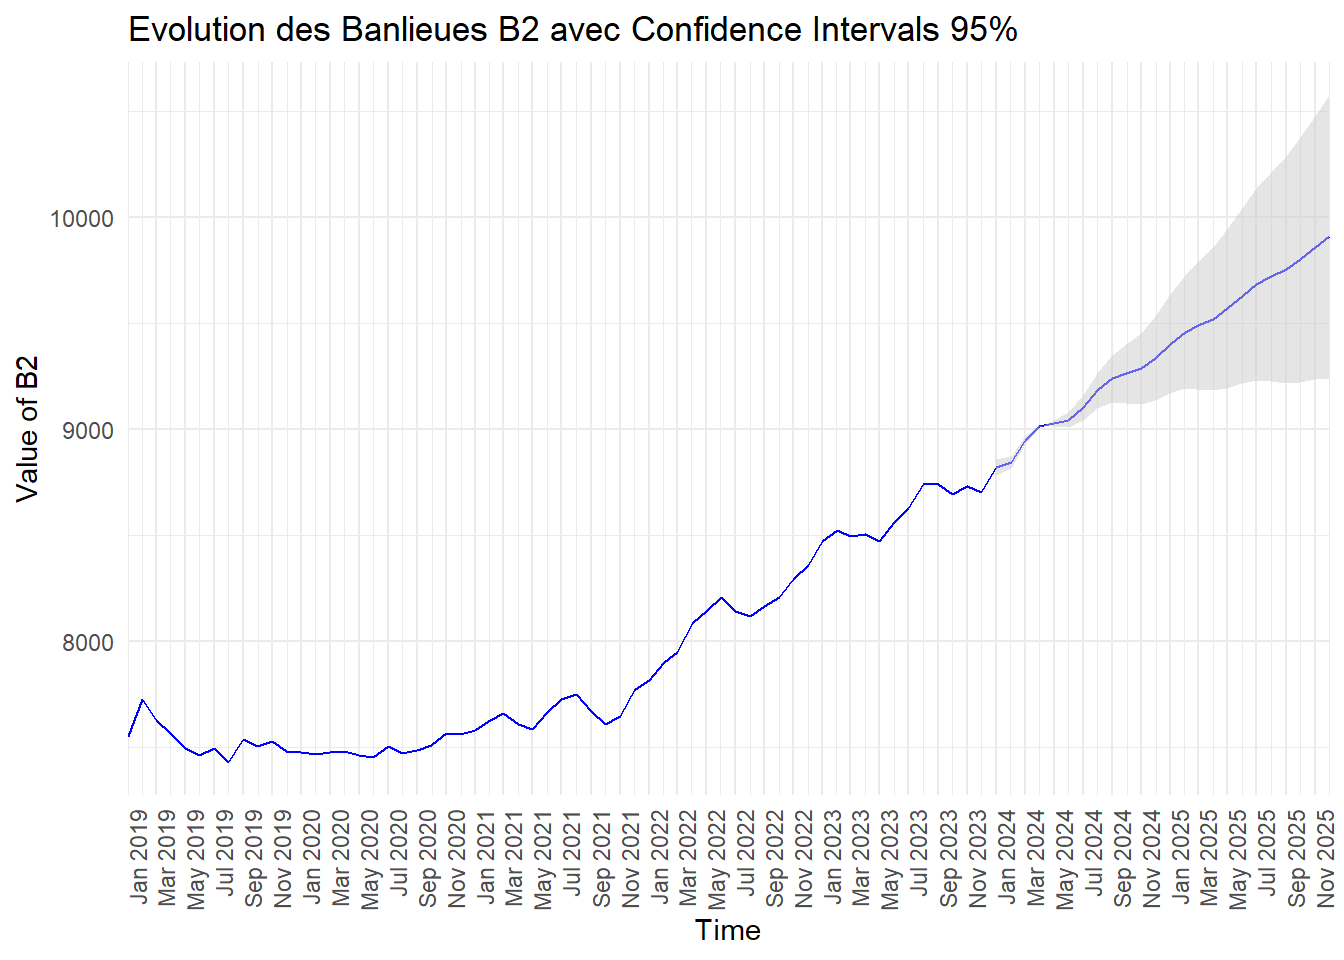 Evolution des Banlieues B2 avec Confidence Intervals 95%
Value of B2
10000
9000
8000
Jan 2019
Mar 2019
May 2019
Jul 2019
Sep 2019
Nov 2019
Jan 2020
Mar 2020
May 2020
Jul 2020
Sep 2020
Nov 2020
Jan 2021
Mar 2021
May 2021
Jul 2021
Sep 2021
Nov 2021
Jan 2022
Mar 2022
May 2022
Jul 2022
Sep 2022
Nov 2022
Jan 2023
Mar 2023
May 2023
Jul 2023
Sep 2023
Nov 2023
Jan 2024
Mar 2024
May 2024
Jul 2024
Sep 2024
Nov 2024
Jan 2025
Mar 2025
May 2025
Jul 2025
Sep 2025
Nov 2025
Time